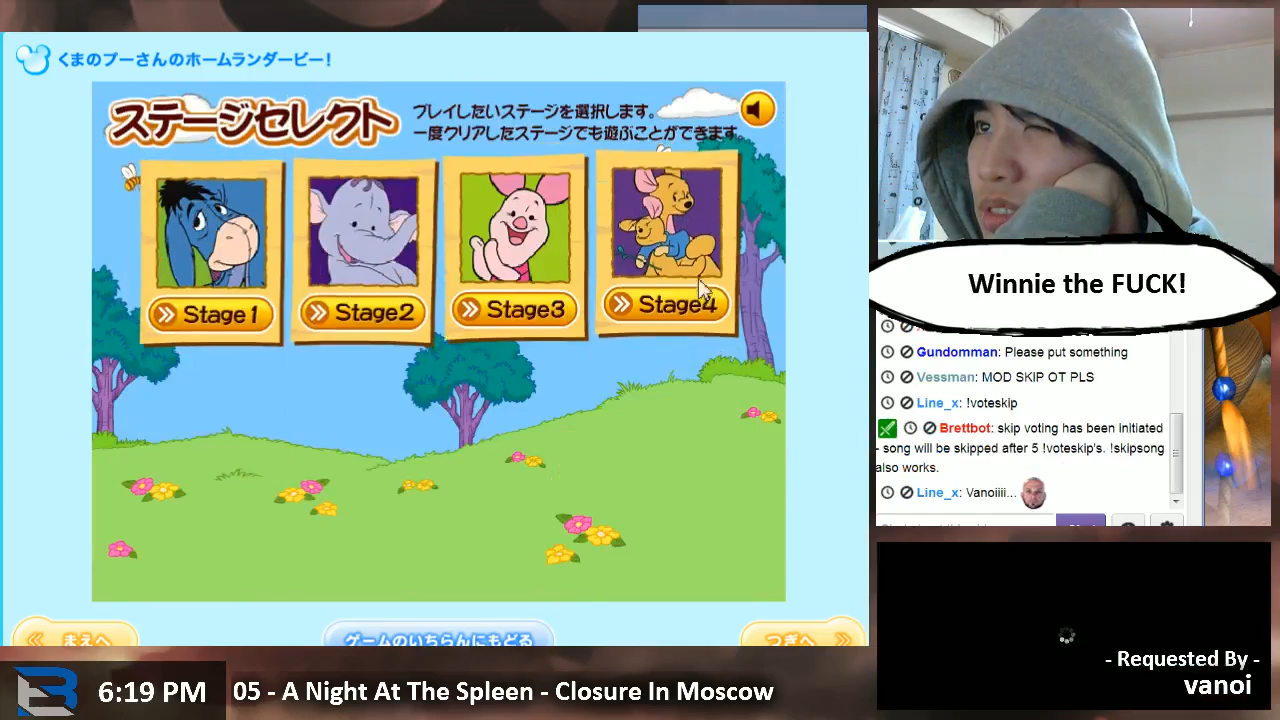 くまのプーさんのホームランダービー!
ステージセレクト
プレイしたいステージを選択します。
一度クリアしたステージでも遊ぶことができます。
Stage1
Stage2
Stage3
Stage4
まえへ
ゲームのいちらんにもどる
つぎへ
Winnie the FUCK!
Gundomman: Please put something
Vessman: MOD SKIP OT PLS
Line_x: !voteskip
Brettbot: skip voting has been initiated
- song will be skipped after 5 !voteskip's. !skipsong
also works.
Line_x: Vanoiiii...
- Requested By -
vanoi
6:19 PM
05 - A Night At The Spleen - Closure In Moscow